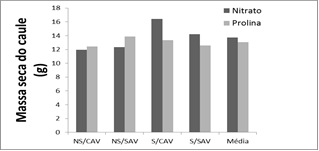 Massa seca do caule
(g)
18
16
14
12
10
8
6
4
2
0
Nitrato
Prolina
NS/CAV NS/SAV S/CAV S/SAV Média